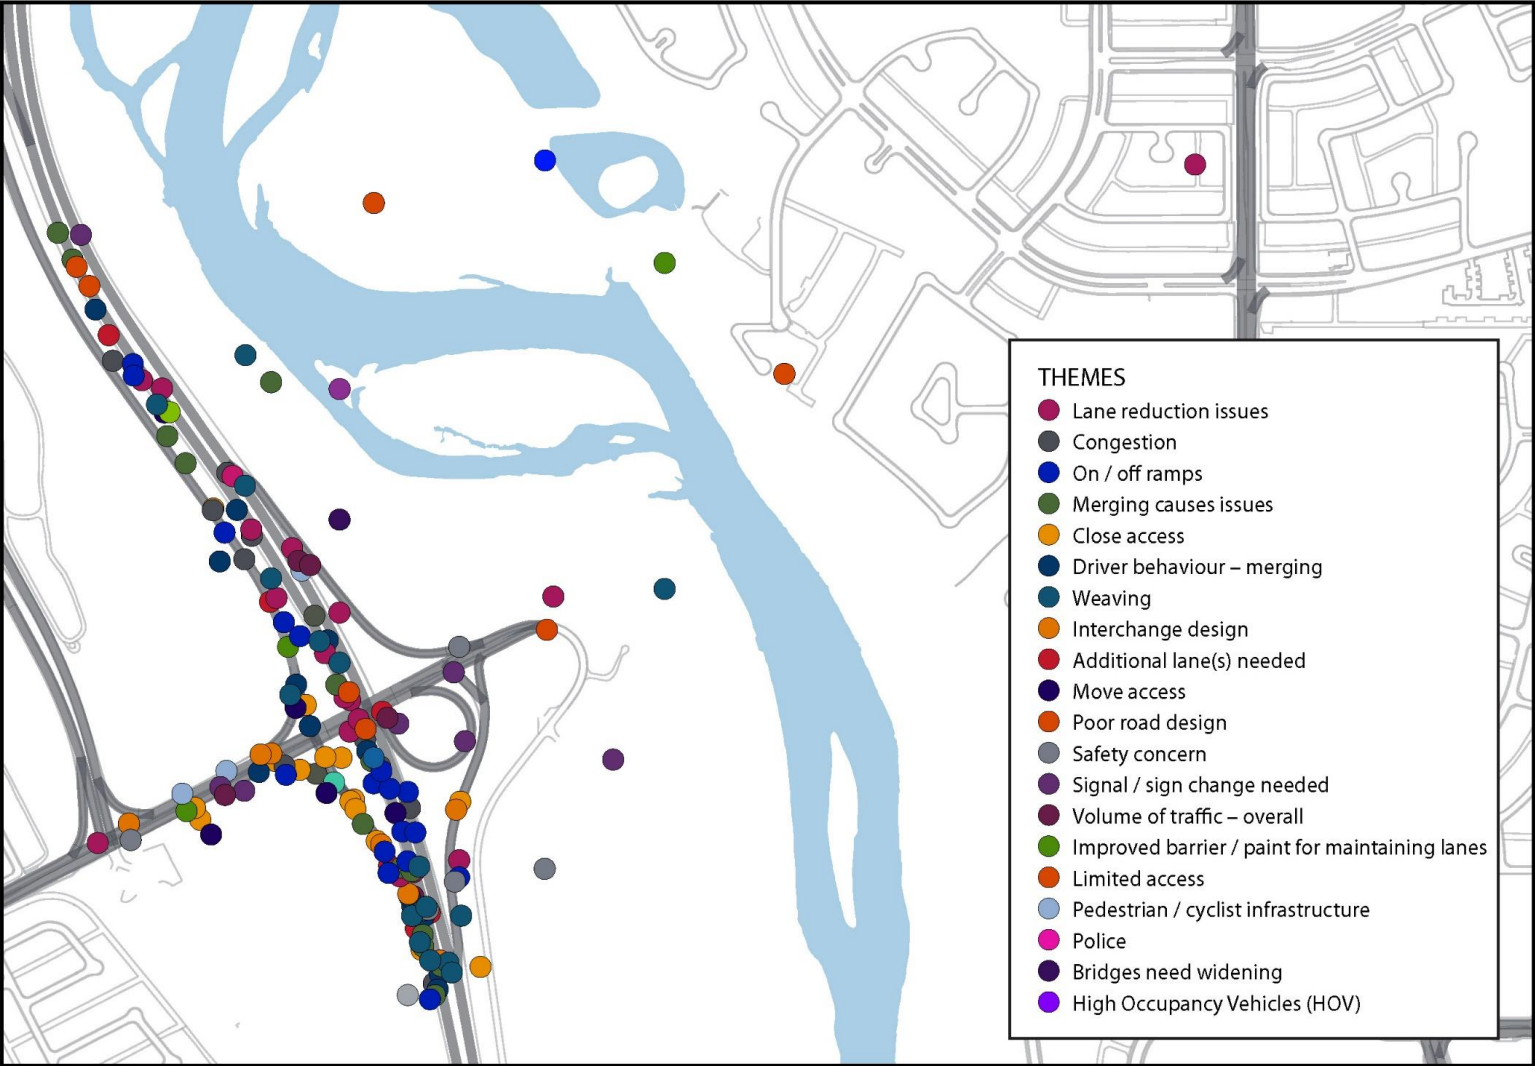 THEMES
Lane reduction issues
Congestion
On / off ramps
Merging causes issues
Close access
Driver behaviour – merging
Weaving
Interchange design
Additional lane(s) needed
Move access
Poor road design
Safety concern
Signal / sign change needed
Volume of traffic – overall
Improved barrier / paint for maintaining lanes
Limited access
Pedestrian / cyclist infrastructure
Police
Bridges need widening
High Occupancy Vehicles (HOV)